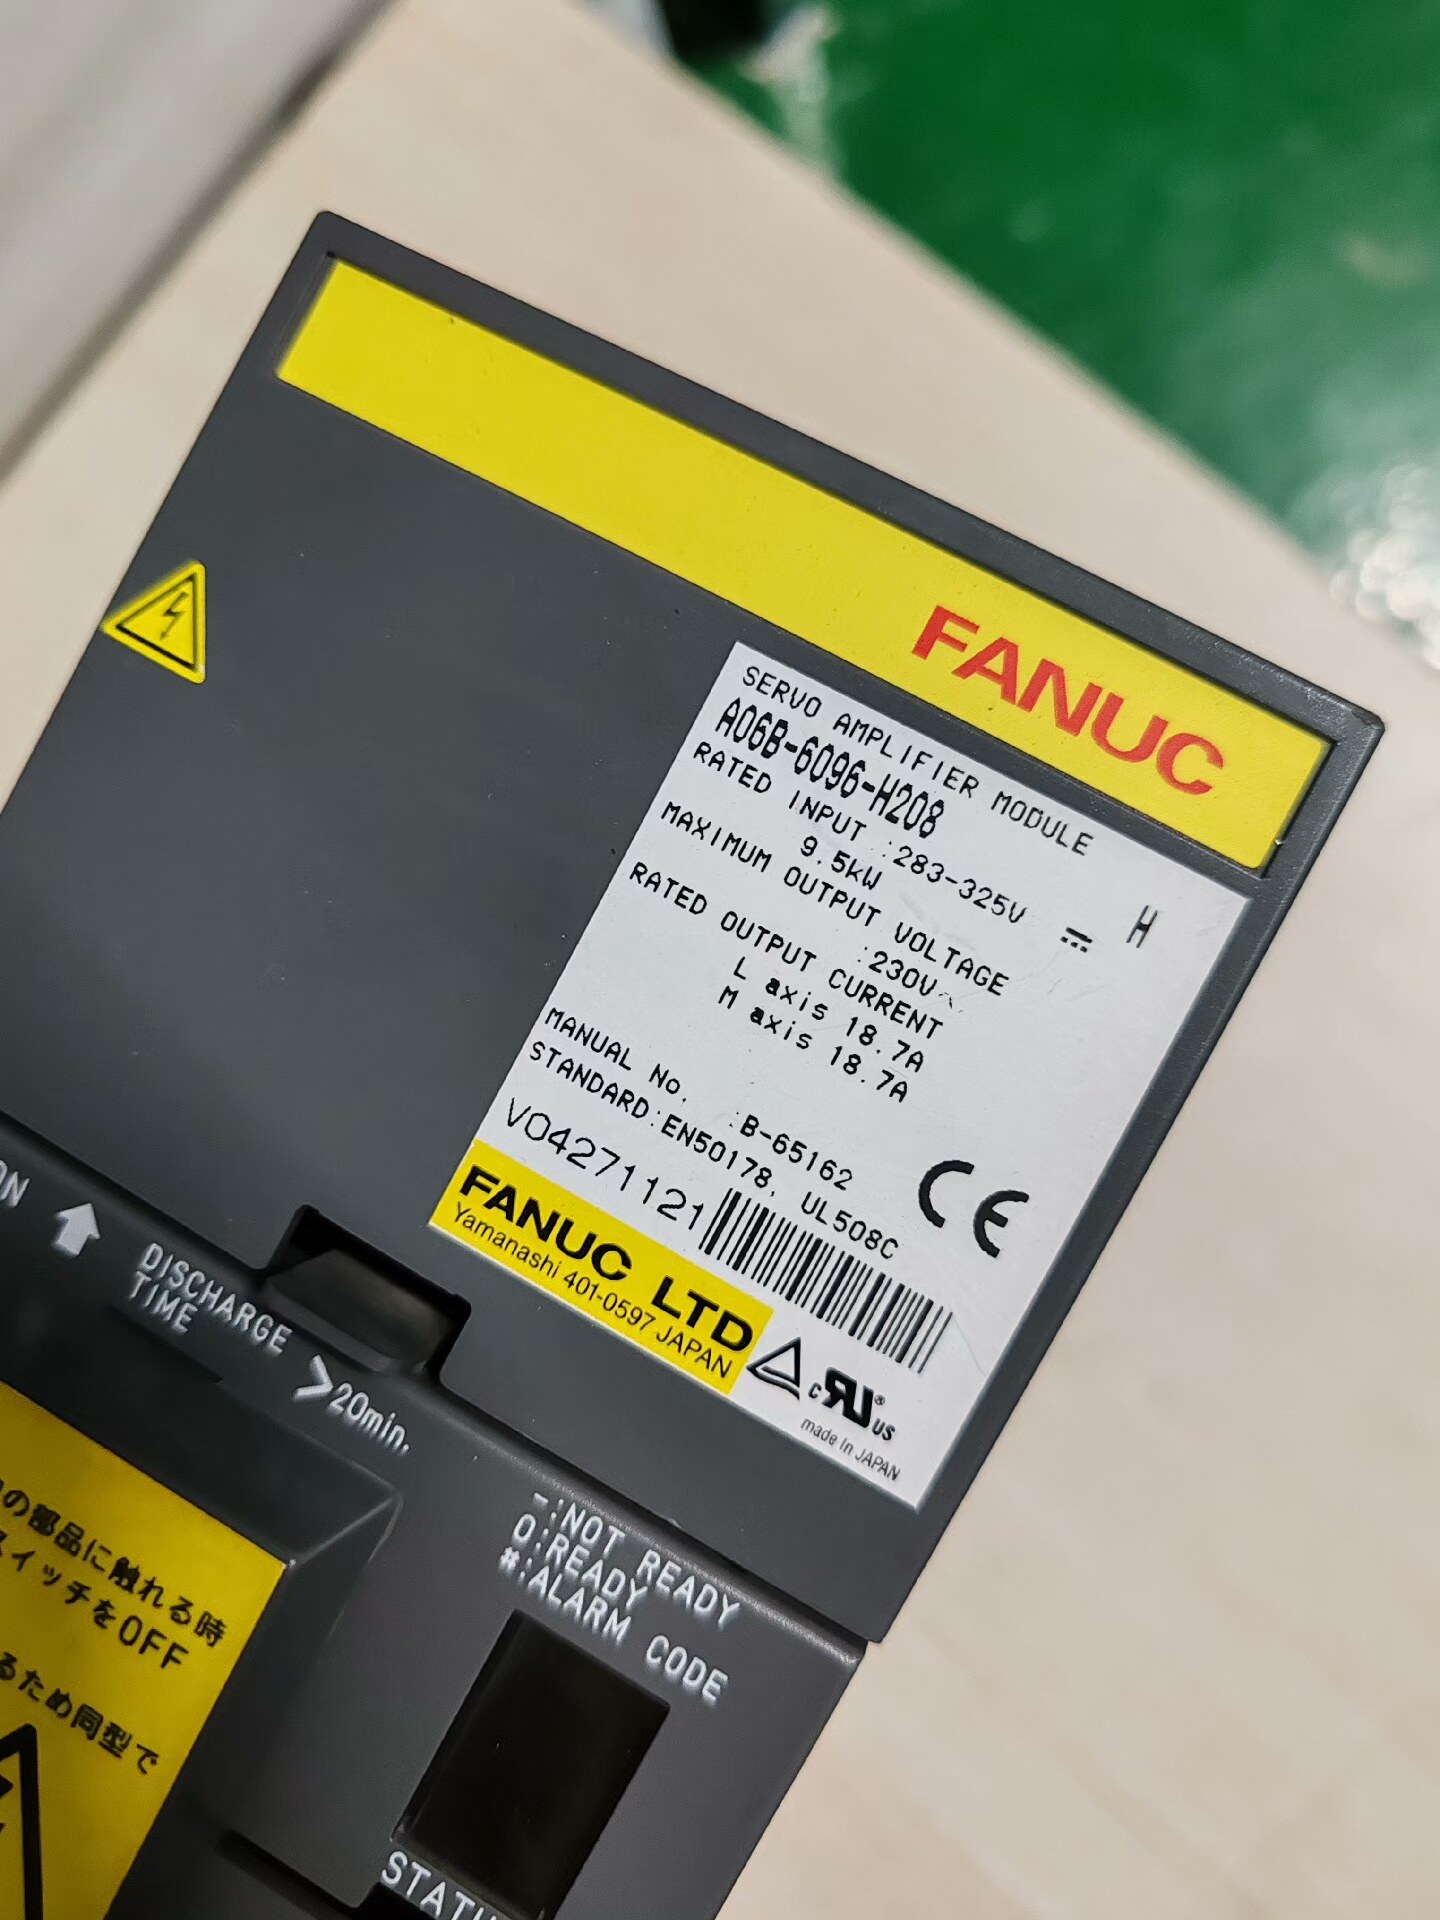 FANUC
SERVO AMPLIFIER MODULE
A06B-6096-H208
RATED INPUT :283-325V ⎓ H
9.5kW
MAXIMUM OUTPUT VOLTAGE
:230V~
RATED OUTPUT CURRENT
L axis 18.7A
M axis 18.7A
MANUAL No. :B-65162
STANDARD:EN50178, UL508C
CE
V04271121
FANUC LTD
Yamanashi 401-0597 JAPAN
c RU® US
made in JAPAN
DISCHARGE
TIME >20min.
-:NOT READY
0:READY
#:ALARM CODE
の部品に触れる時
スイッチをOFF
るため同型で